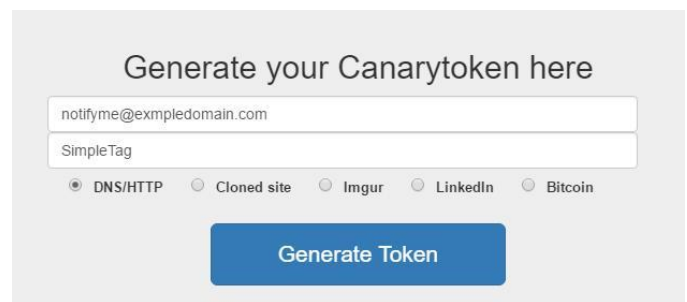 Generate your Canarytoken here
notifyme@exmpledomain.com
SimpleTag
DNS/HTTP Cloned site Imgur LinkedIn Bitcoin
Generate Token